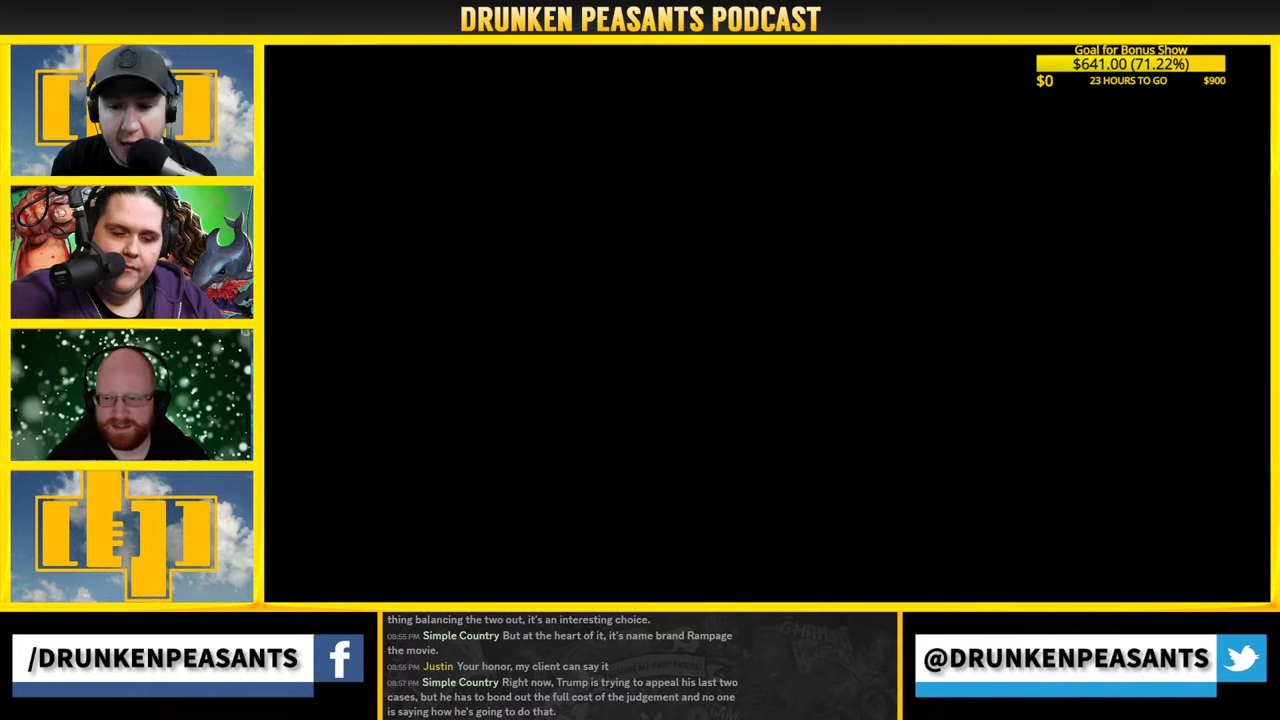 DRUNKEN PEASANTS PODCAST
Goal for Bonus Show
$641.00 (71.22%)
$0 23 HOURS TO GO $900
thing balancing the two out, it's an interesting choice.
08:55 PM Simple Country But at the heart of it, it's name brand Rampage
the movie.
08:55 PM Justin Your honor, my client can say it
08:57 PM Simple Country Right now, Trump is trying to appeal his last two
cases, but he has to bond out the full cost of the judgement and no one
is saying how he's going to do that.
/DRUNKENPEASANTS f
@DRUNKENPEASANTS